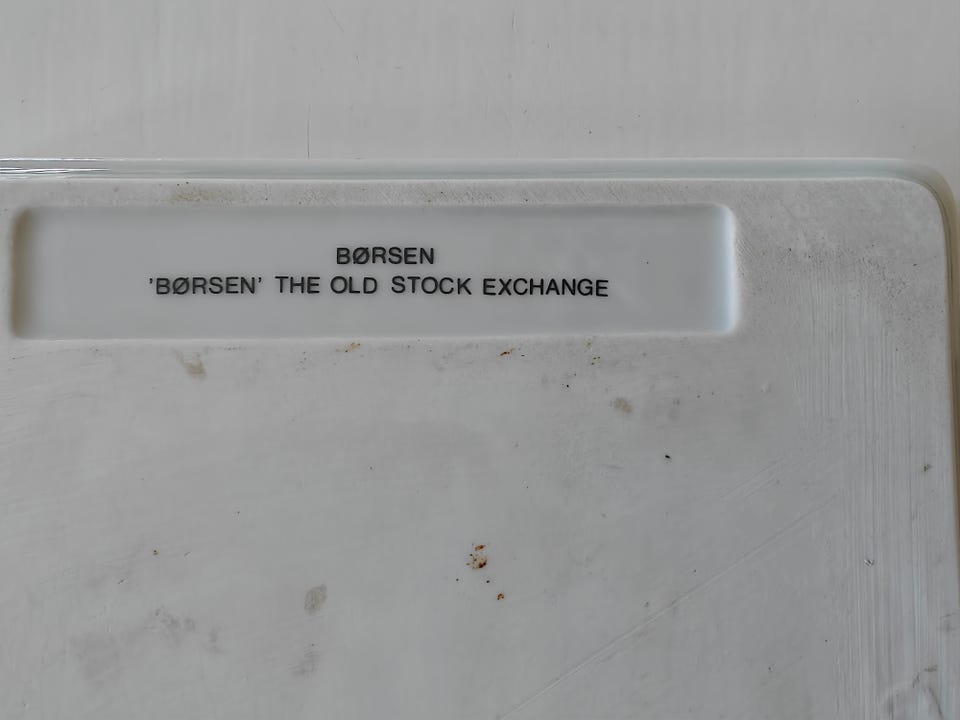 BØRSEN
'BØRSEN' THE OLD STOCK EXCHANGE